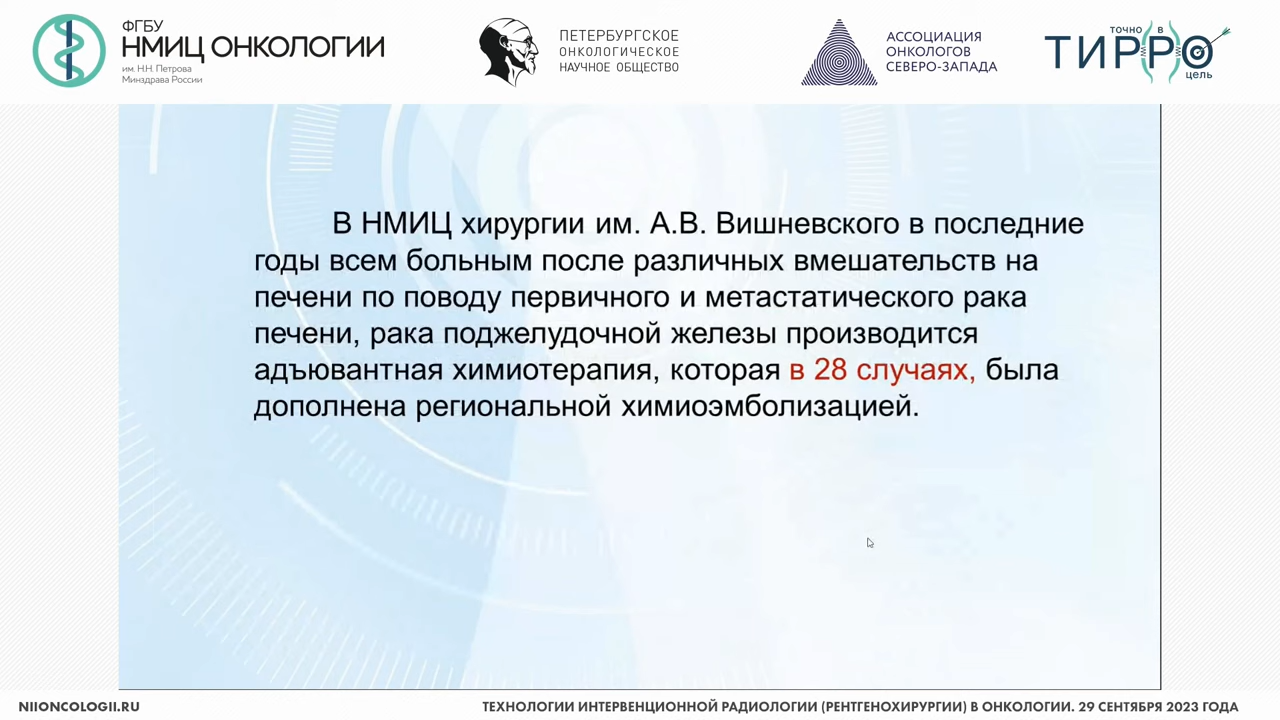 ФГБУ
НМИЦ ОНКОЛОГИИ
им. Н.Н. Петрова
Минздрава России
ПЕТЕРБУРГСКОЕ
ОНКОЛОГИЧЕСКОЕ
НАУЧНОЕ ОБЩЕСТВО
АССОЦИАЦИЯ
ОНКОЛОГОВ
СЕВЕРО-ЗАПАДА
точно в
ТИРРО
цель
В НМИЦ хирургии им. А.В. Вишневского в последние
годы всем больным после различных вмешательств на
печени по поводу первичного и метастатического рака
печени, рака поджелудочной железы производится
адъювантная химиотерапия, которая в 28 случаях, была
дополнена региональной химиоэмболизацией.
NIIONCOLOGII.RU
ТЕХНОЛОГИИ ИНТЕРВЕНЦИОННОЙ РАДИОЛОГИИ (РЕНТГЕНОХИРУРГИИ) В ОНКОЛОГИИ. 29 СЕНТЯБРЯ 2023 ГОДА